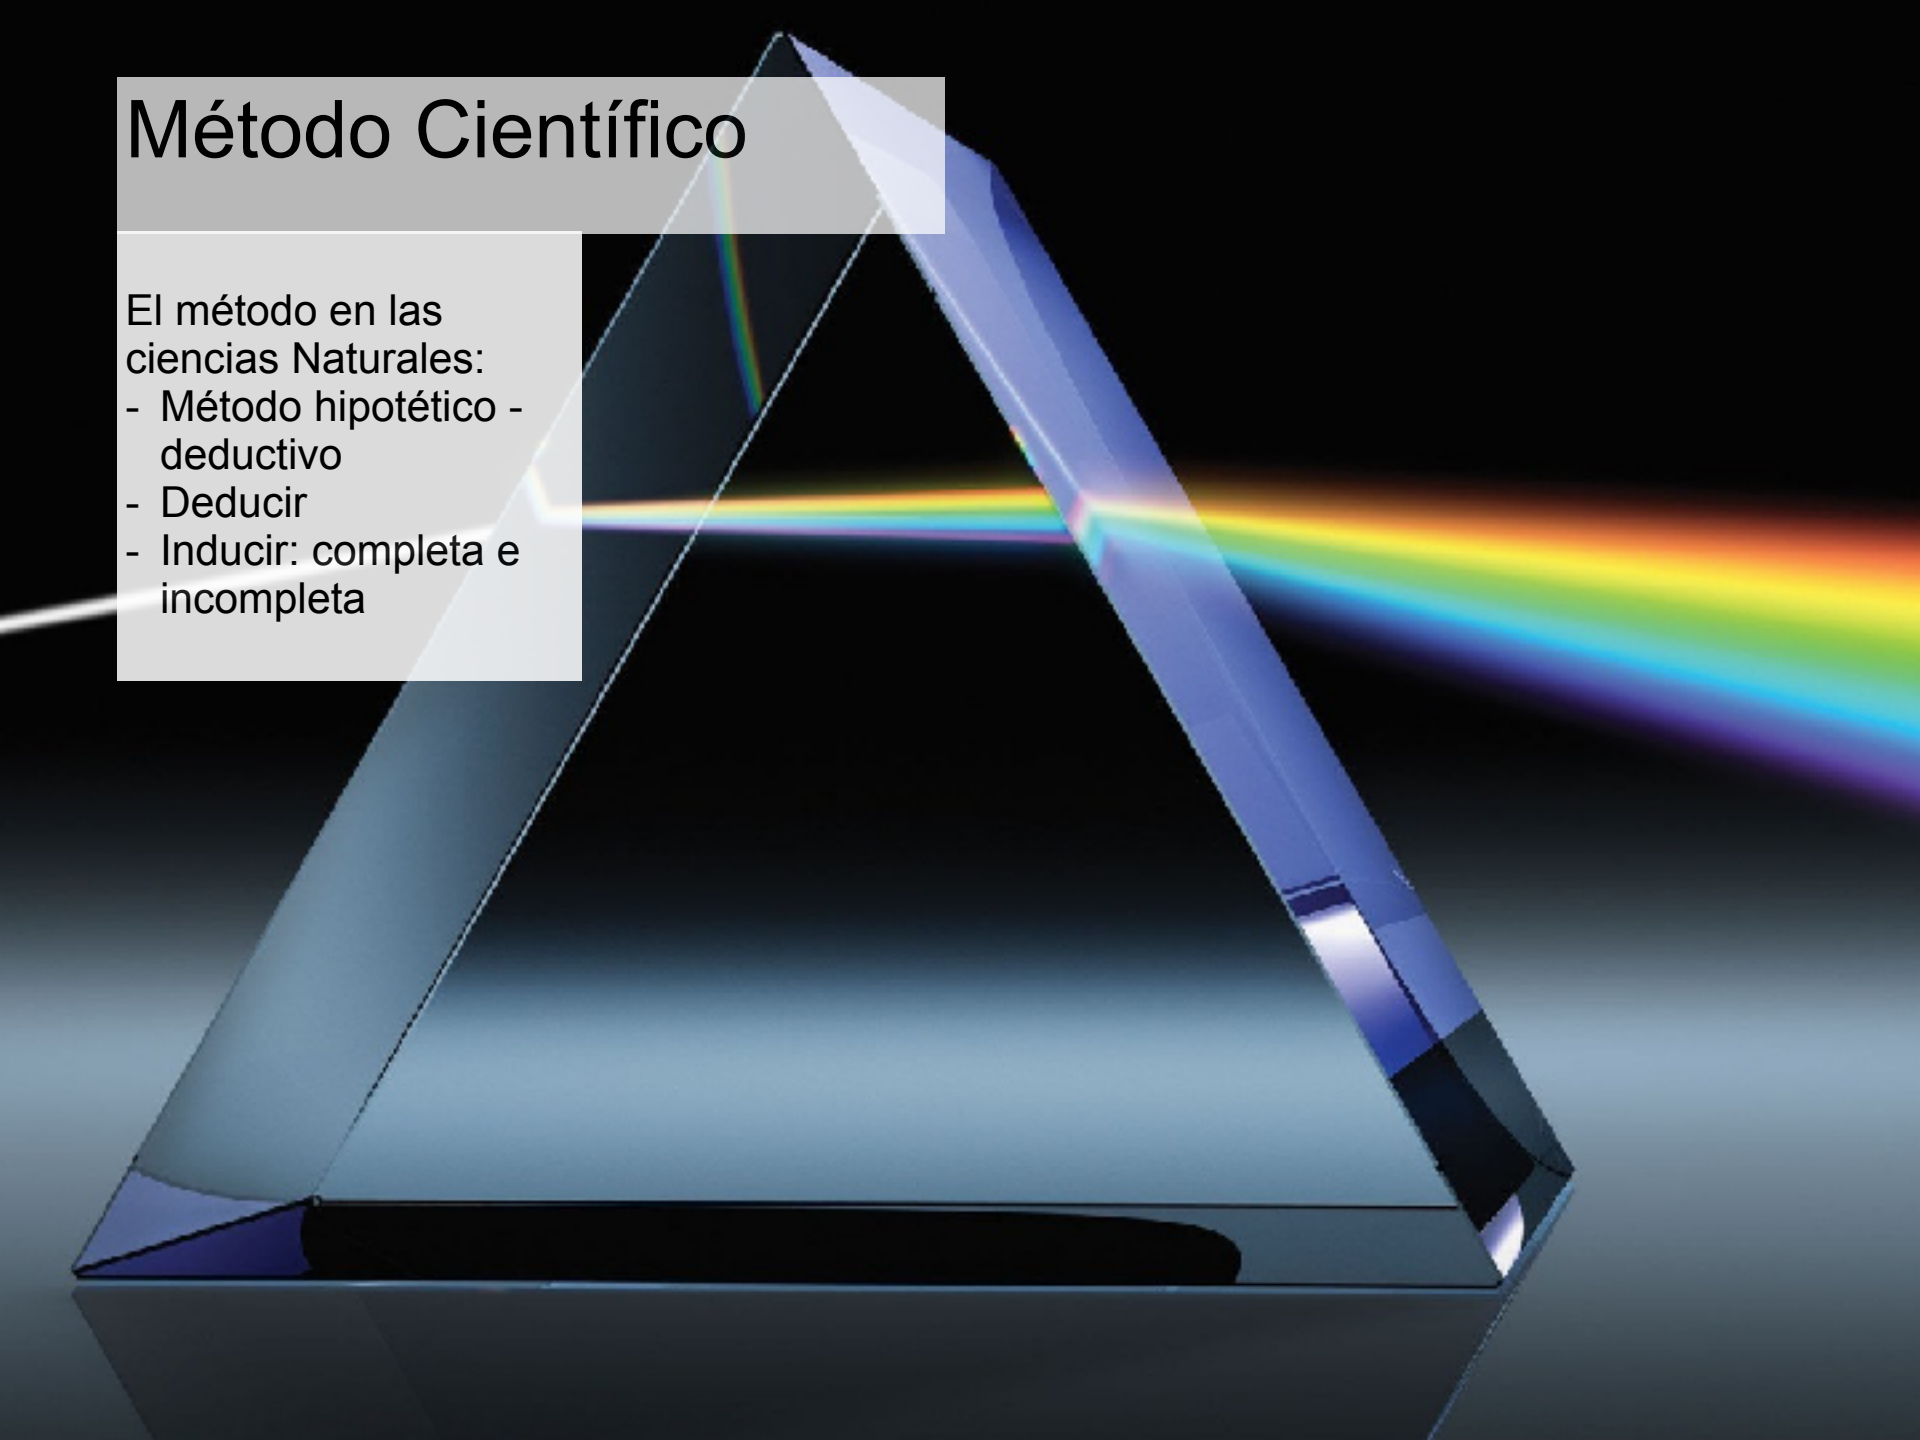 Método Científico
El método en las
ciencias Naturales:
- Método hipotético -
deductivo
- Deducir
- Inducir: completa e
incompleta